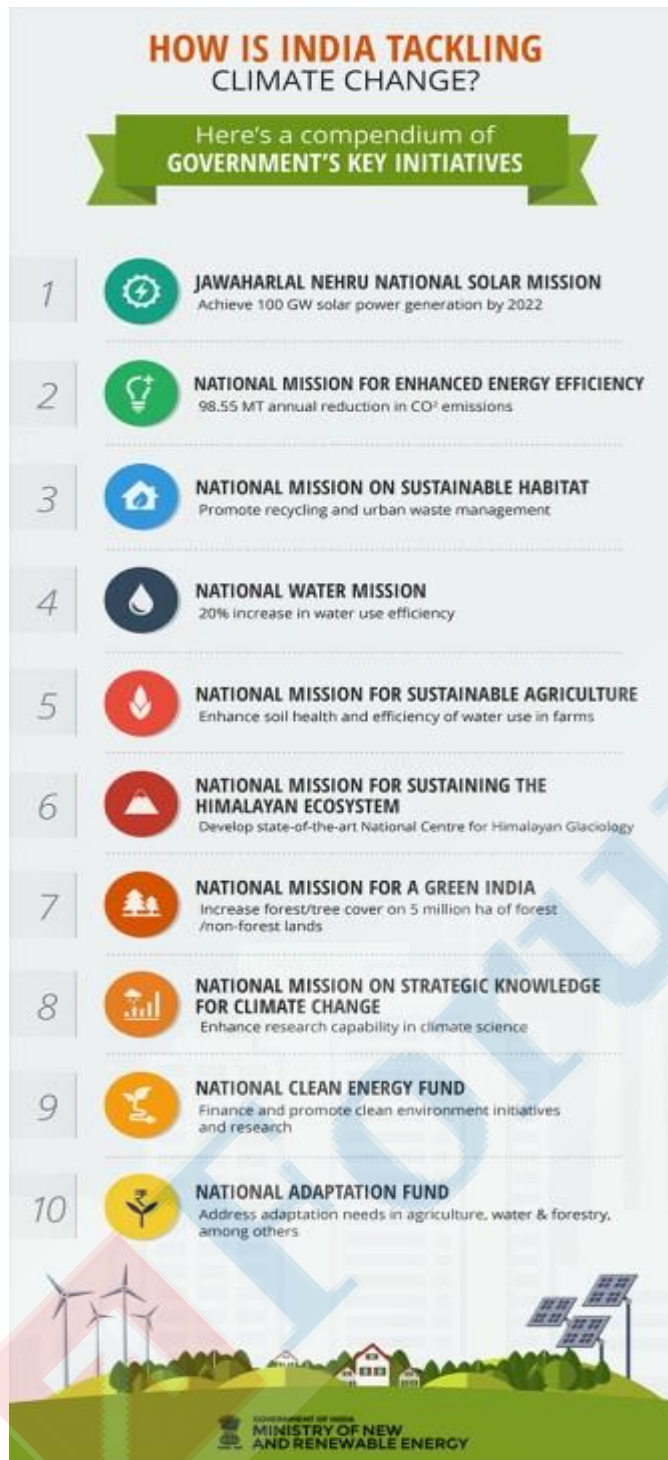 HOW IS INDIA TACKLING
CLIMATE CHANGE?
Here's a compendium of
GOVERNMENT'S KEY INITIATIVES
1
JAWAHARLAL NEHRU NATIONAL SOLAR MISSION
Achieve 100 GW solar power generation by 2022
2
NATIONAL MISSION FOR ENHANCED ENERGY EFFICIENCY
98.55 MT annual reduction in CO² emissions
3
NATIONAL MISSION ON SUSTAINABLE HABITAT
Promote recycling and urban waste management
4
NATIONAL WATER MISSION
20% increase in water use efficiency
5
NATIONAL MISSION FOR SUSTAINABLE AGRICULTURE
Enhance soil health and efficiency of water use in farms
6
NATIONAL MISSION FOR SUSTAINING THE
HIMALAYAN ECOSYSTEM
Develop state-of-the-art National Centre for Himalayan Glaciology
7
NATIONAL MISSION FOR A GREEN INDIA
Increase forest/tree cover on 5 million ha of forest
/non-forest lands
8
NATIONAL MISSION ON STRATEGIC KNOWLEDGE
FOR CLIMATE CHANGE
Enhance research capability in climate science
9
NATIONAL CLEAN ENERGY FUND
Finance and promote clean environment initiatives
and research
10
NATIONAL ADAPTATION FUND
₹
Address adaptation needs in agriculture, water & forestry,
among others
GOVERNMENT OF INDIA
MINISTRY OF NEW
AND RENEWABLE ENERGY